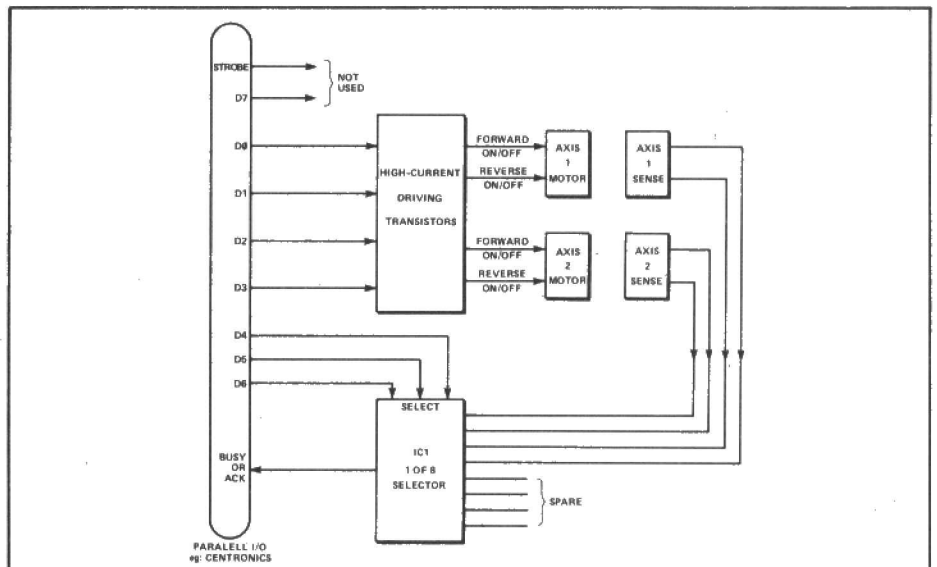 STROBE
NOT
USED
D7
D0
D1
D2
D3
D4
D5
D6
BUSY
OR
ACK
PARALELL I/O
eg: CENTRONICS
HIGH-CURRENT
DRIVING
TRANSISTORS
FORWARD
ON/OFF
REVERSE
ON/OFF
FORWARD
ON/OFF
REVERSE
ON/OFF
AXIS
1
MOTOR
AXIS
1
SENSE
AXIS
2
MOTOR
AXIS
2
SENSE
SELECT
IC1
1 OF 8
SELECTOR
SPARE